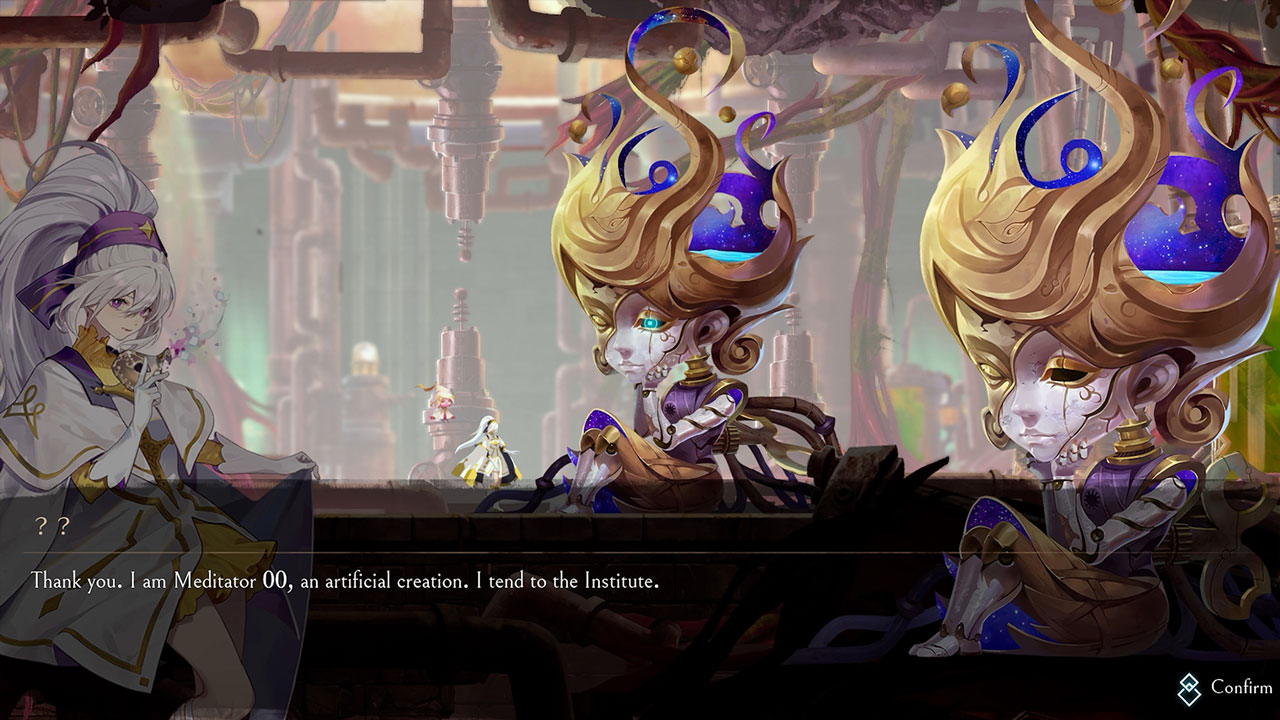 ? ?
Thank you. I am Meditator 00, an artificial creation. I tend to the Institute.
Confirm